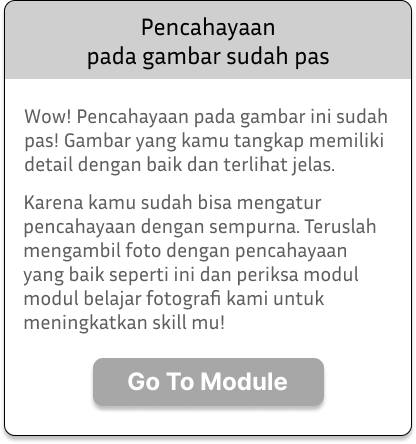 Pencahayaan
pada gambar sudah pas
Wow! Pencahayaan pada gambar ini sudah
pas! Gambar yang kamu tangkap memiliki
detail dengan baik dan terlihat jelas.
Karena kamu sudah bisa mengatur
pencahayaan dengan sempurna. Teruslah
mengambil foto dengan pencahayaan
yang baik seperti ini dan periksa modul
modul belajar fotografi kami untuk
meningkatkan skill mu!
Go To Module